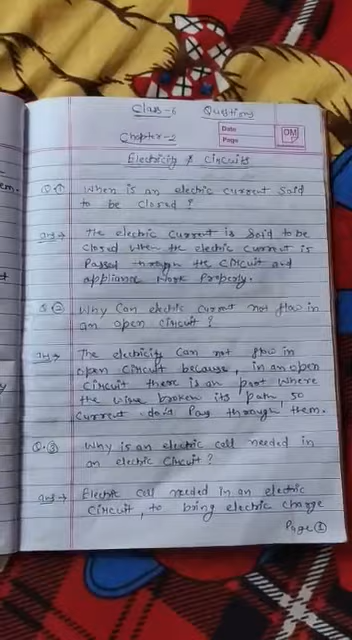 Class-6 Questions
Chapter-2
Date
Page
DM
Electricity & Circuits
Q.① When is an electric current said
to be closed?
ans→ The electric current is said to be
closed when the electric current is
passed through the circuit and
appliance work properly.
Q.② Why can electric current not flow in
an open circuit?
ans→ The electricity can not flow in
open circuit because, in an open
circuit there is an part where
the wire broken its path so
current do's pass through them.
Q.③ Why is an electric cell needed in
an electric circuit?
ans→ Electric cell needed in an electric
circuit, to bring electric charge
Page ①